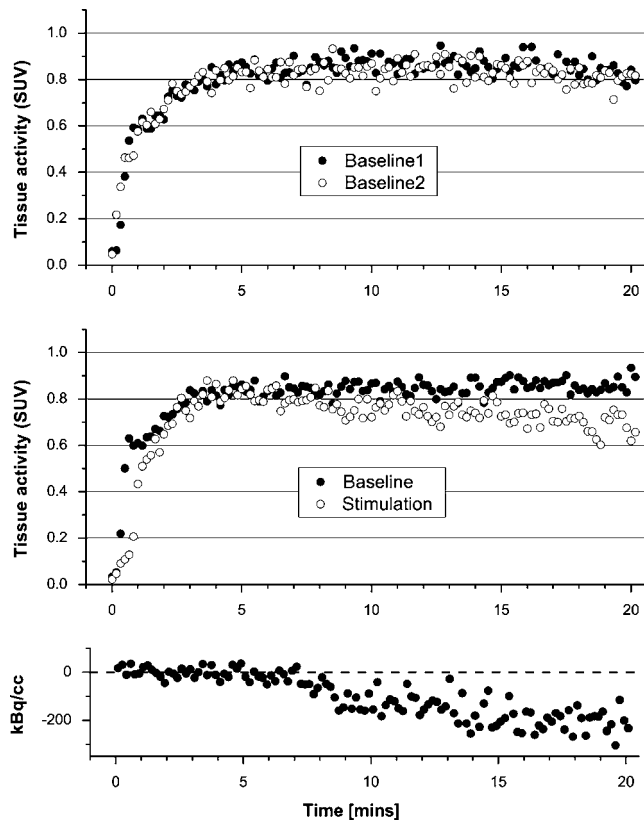 Tissue activity (SUV)
1.0
0.8
0.6
0.4
0.2
0.0
Baseline1
Baseline2
0 5 10 15 20
Tissue activity (SUV)
1.0
0.8
0.6
0.4
0.2
0.0
Baseline
Stimulation
0 5 10 15 20
kBq/cc
0
-200
0 5 10 15 20
Time [mins]